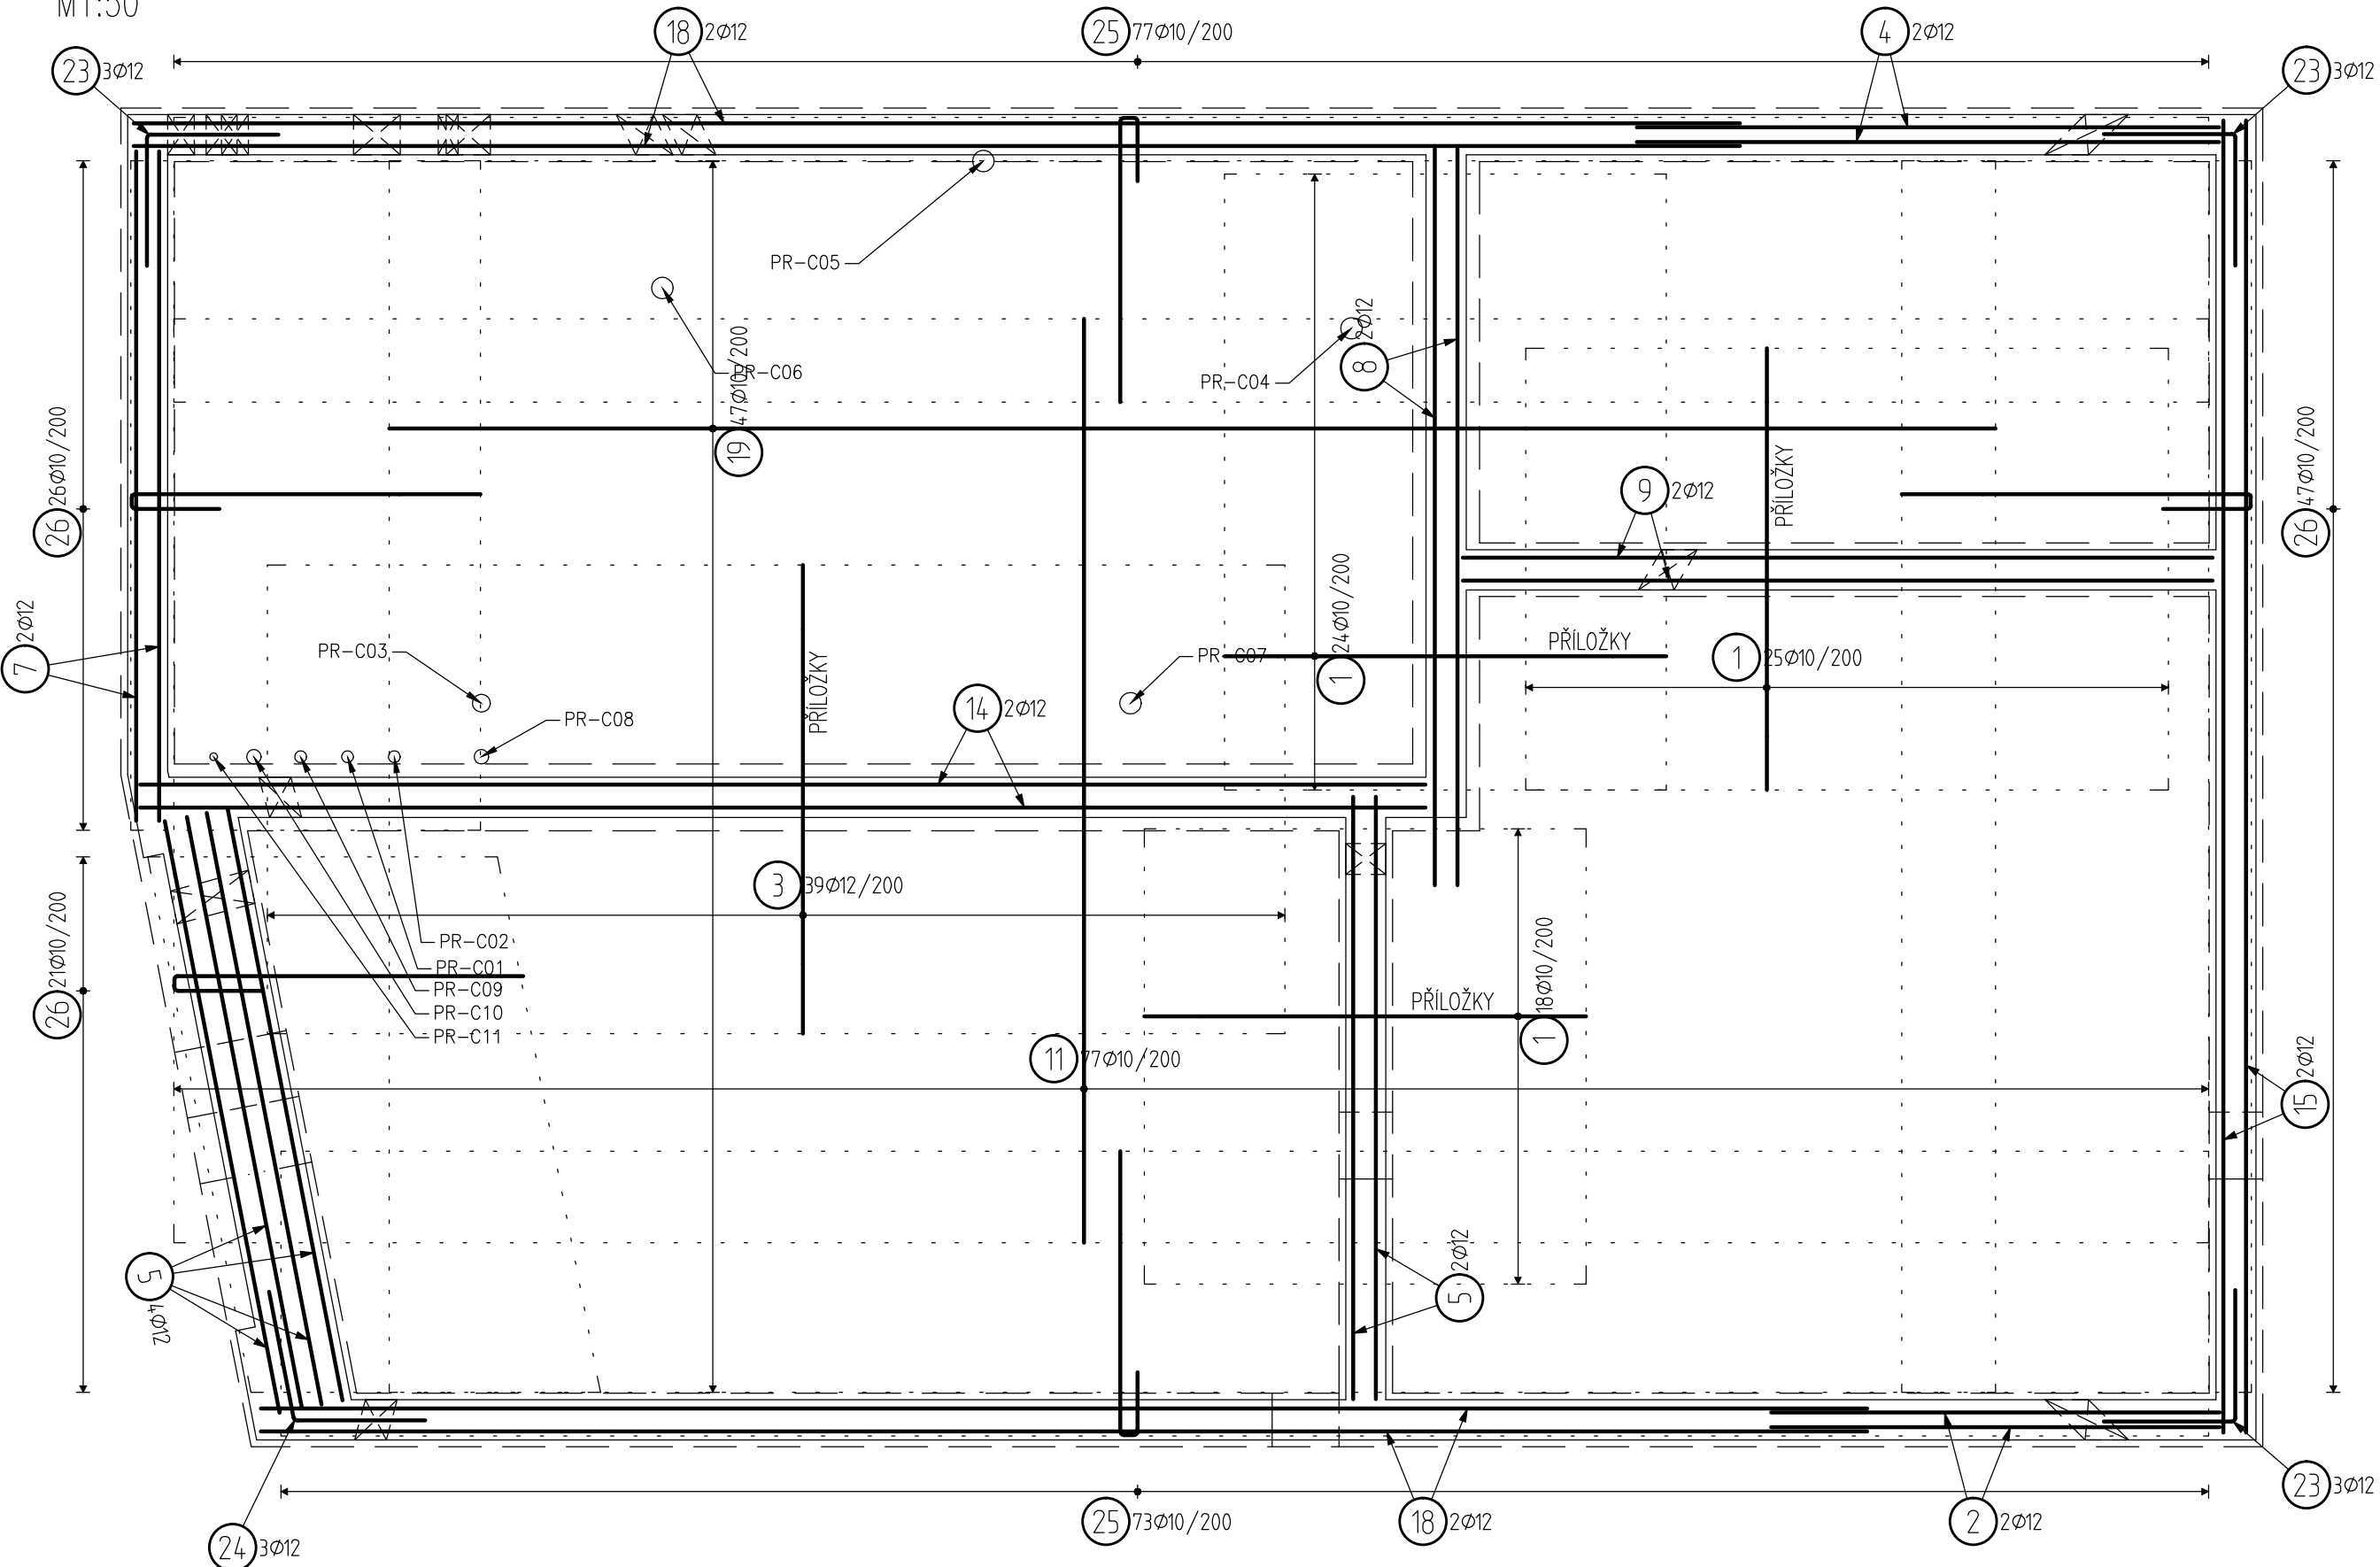 M1:50
18 2Ø12
25 77Ø10/200
4 2Ø12
23 3Ø12
23 3Ø12
PR-C05
PR-C06
PR-C04
8 2Ø12
19 47Ø10/200
26 26Ø10/200
26 47Ø10/200
9 2Ø12
PŘÍLOŽKY
7 2Ø12
PR-C03
PR-C07
PR-C08
PŘÍLOŽKY
14 2Ø12
1 24Ø10/200
PŘÍLOŽKY
1 25Ø10/200
3 39Ø12/200
26 21Ø10/200
PR-C02
PR-C01
PR-C09
PR-C10
PR-C11
PŘÍLOŽKY
1 18Ø10/200
11 77Ø10/200
15 2Ø12
5 4Ø12
5 2Ø12
24 3Ø12
25 73Ø10/200
18 2Ø12
2 2Ø12
23 3Ø12